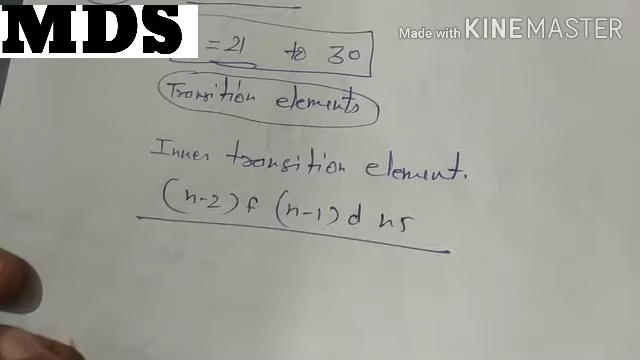 MDS
Made with KINEMASTER
= 21 to 30
Transition elements
Inner transition element.
(n-2) f (n-1) d ns